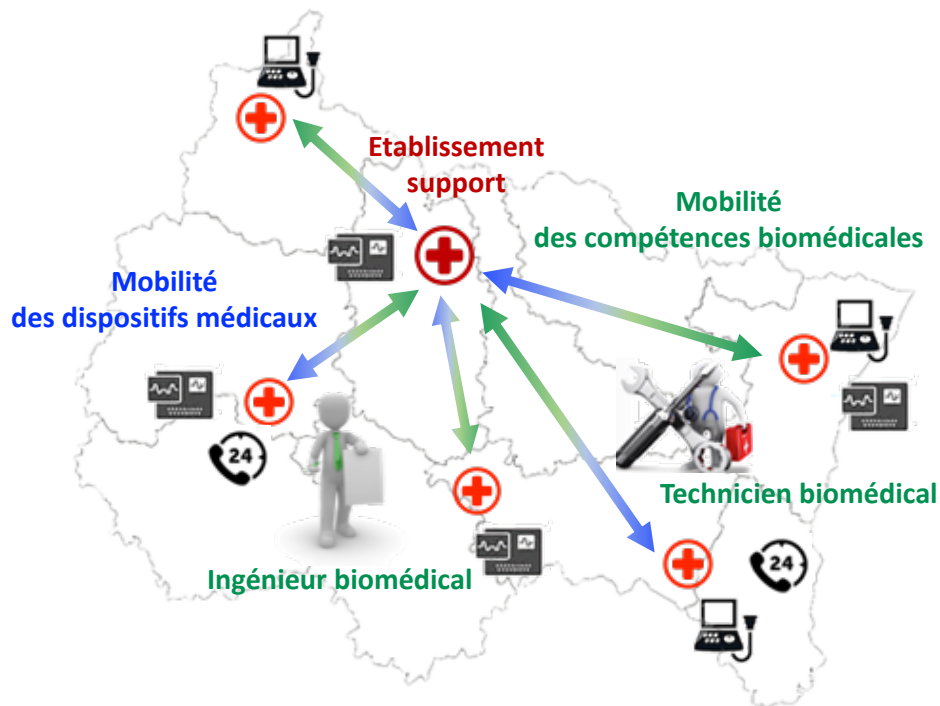 Etablissement
support
Mobilité
des compétences biomédicales
Mobilité
des dispositifs médicaux
24
Technicien biomédical
24
Ingénieur biomédical